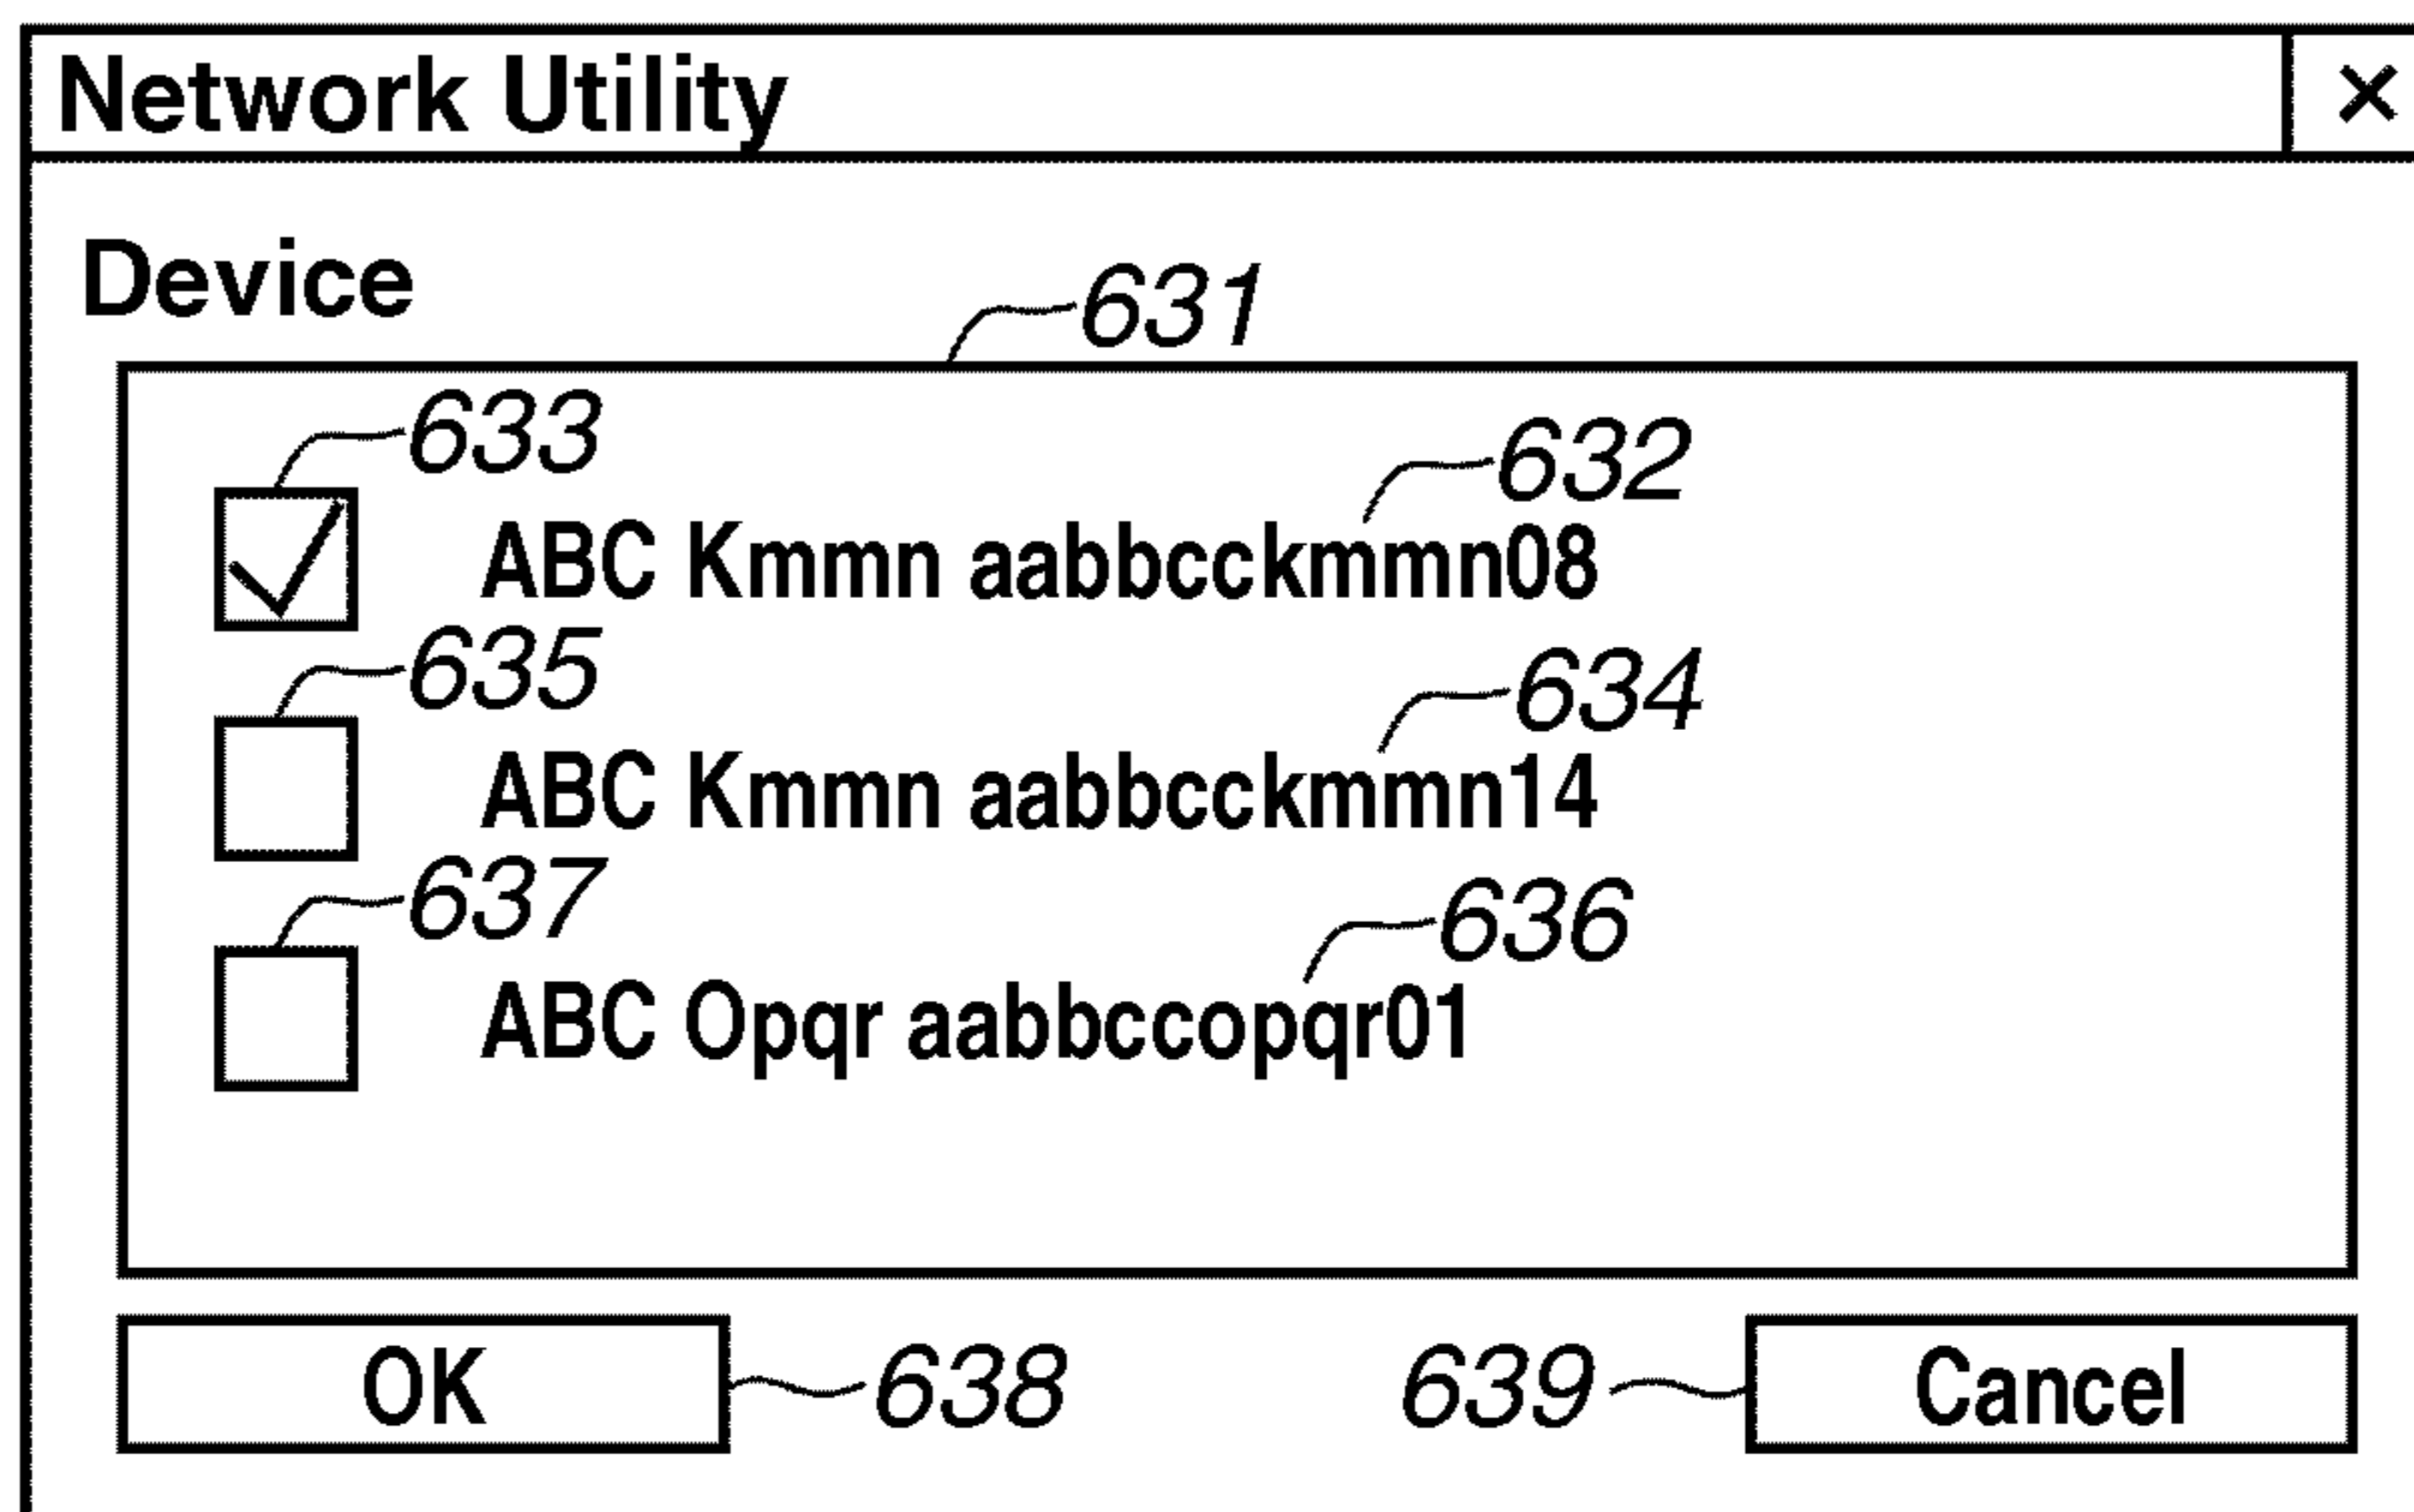 Network Utility ×
Device
631
633
632
ABC Kmmn aabbcckmmn08
635
634
ABC Kmmn aabbcckmmn14
637
636
ABC Opqr aabbccopqr01
OK 638 639 Cancel